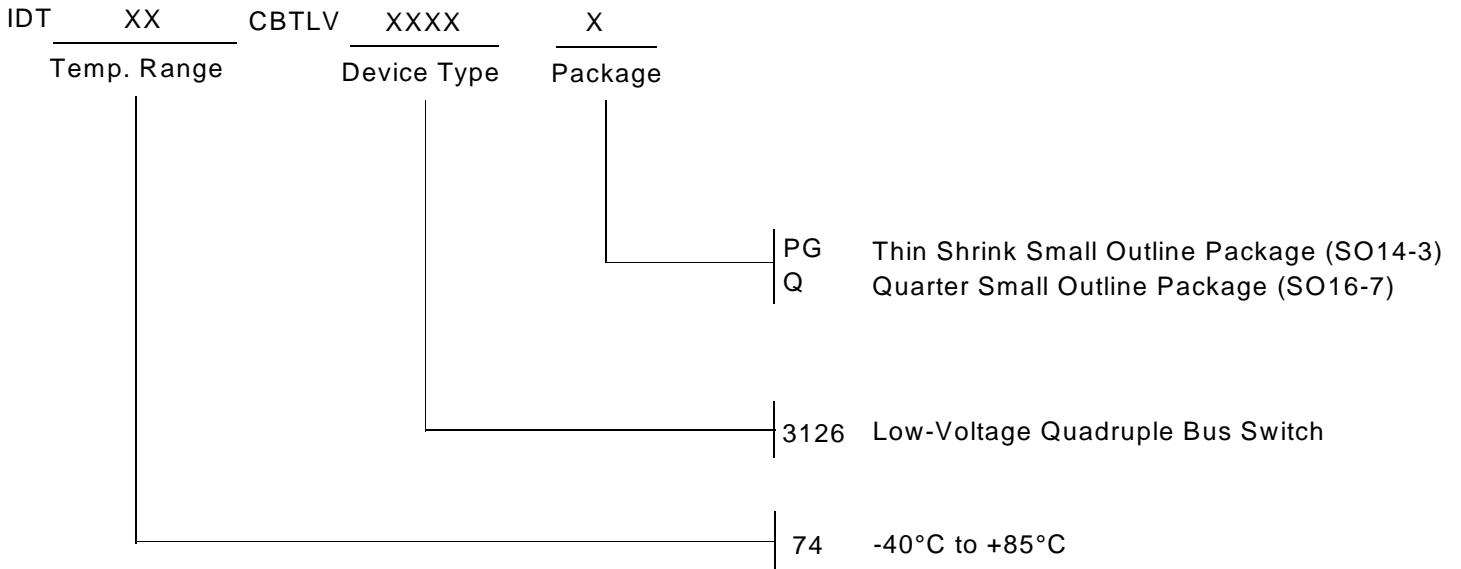 IDT XX CBTLV XXXX X
Temp. Range Device Type Package
PG Thin Shrink Small Outline Package (SO14-3)
Q Quarter Small Outline Package (SO16-7)
3126 Low-Voltage Quadruple Bus Switch
74 -40°C to +85°C